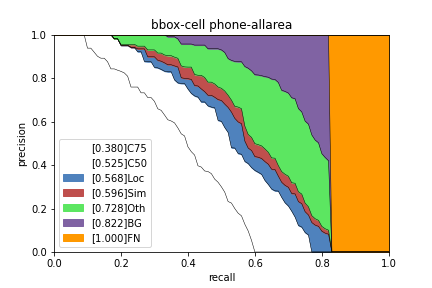 bbox-cell phone-allarea
1.0
0.8
0.6
0.4
0.2
0.0
precision
[0.380]C75
[0.525]C50
[0.568]Loc
[0.596]Sim
[0.728]Oth
[0.822]BG
[1.000]FN
0.0 0.2 0.4 0.6 0.8 1.0
recall